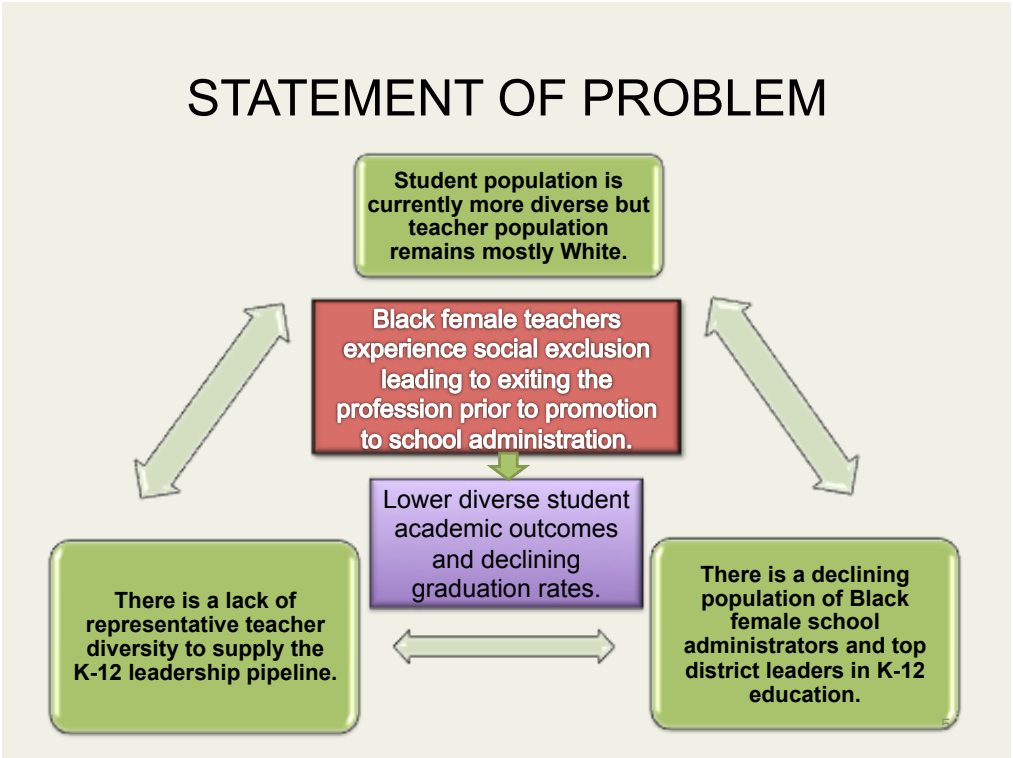 STATEMENT OF PROBLEM
Student population is
currently more diverse but
teacher population
remains mostly White.
Black female teachers
experience social exclusion
leading to exiting the
profession prior to promotion
to school administration.
Lower diverse student
academic outcomes
and declining
graduation rates.
There is a lack of
representative teacher
diversity to supply the
K-12 leadership pipeline.
There is a declining
population of Black
female school
administrators and top
district leaders in K-12
education.
5